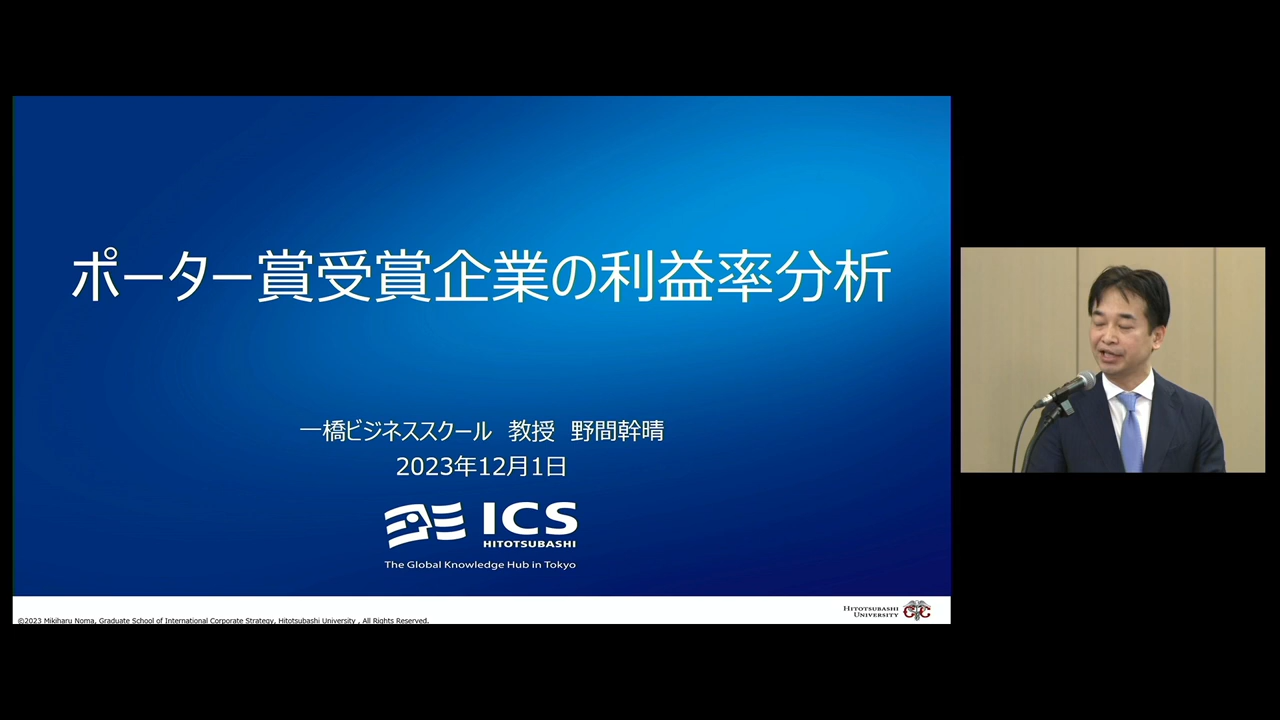 ポーター賞受賞企業の利益率分析
一橋ビジネススクール 教授 野間幹晴
2023年12月1日
ICS
HITOTSUBASHI
The Global Knowledge Hub in Tokyo
©2023 Mikiharu Noma, Graduate School of International Corporate Strategy, Hitotsubashi University , All Rights Reserved.
HITOTSUBASHI
UNIVERSITY